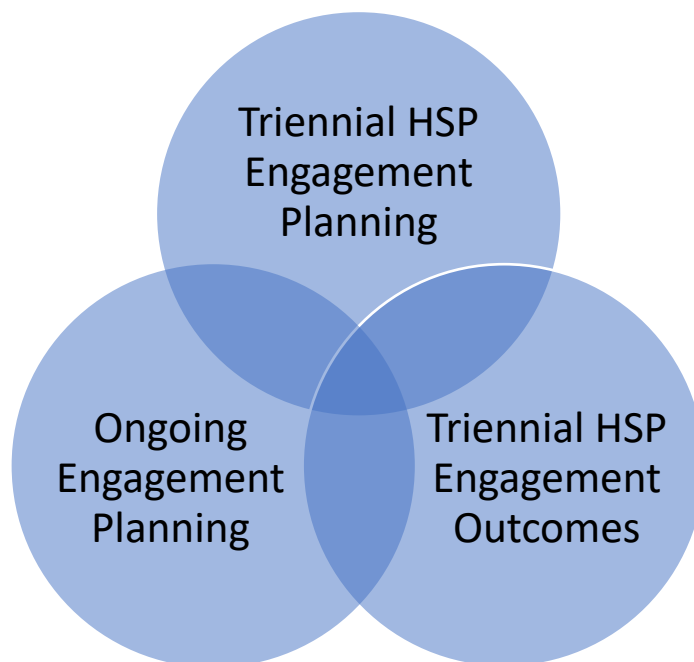 Triennial HSP
Engagement
Planning
Ongoing
Engagement
Planning
Triennial HSP
Engagement
Outcomes